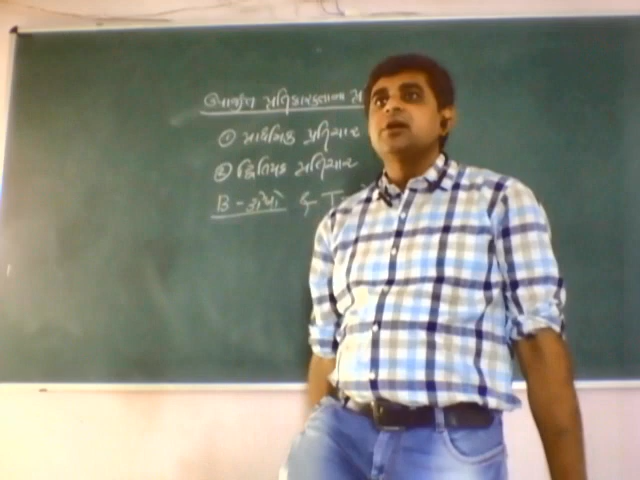 ઉપાર્જીત પ્રતિકારકતાના પ્ર
① પ્રાથમિક પ્રતિચાર
② દ્વિતિયક પ્રતિચાર
B - કોષો & T